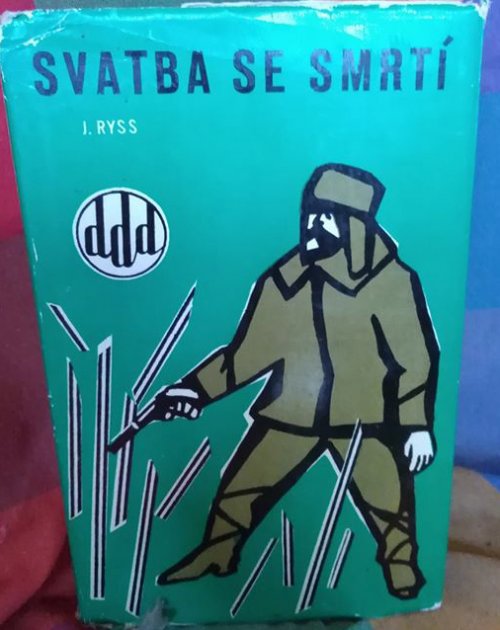 SVATBA SE SMRTÍ
J. RYSS
ddd